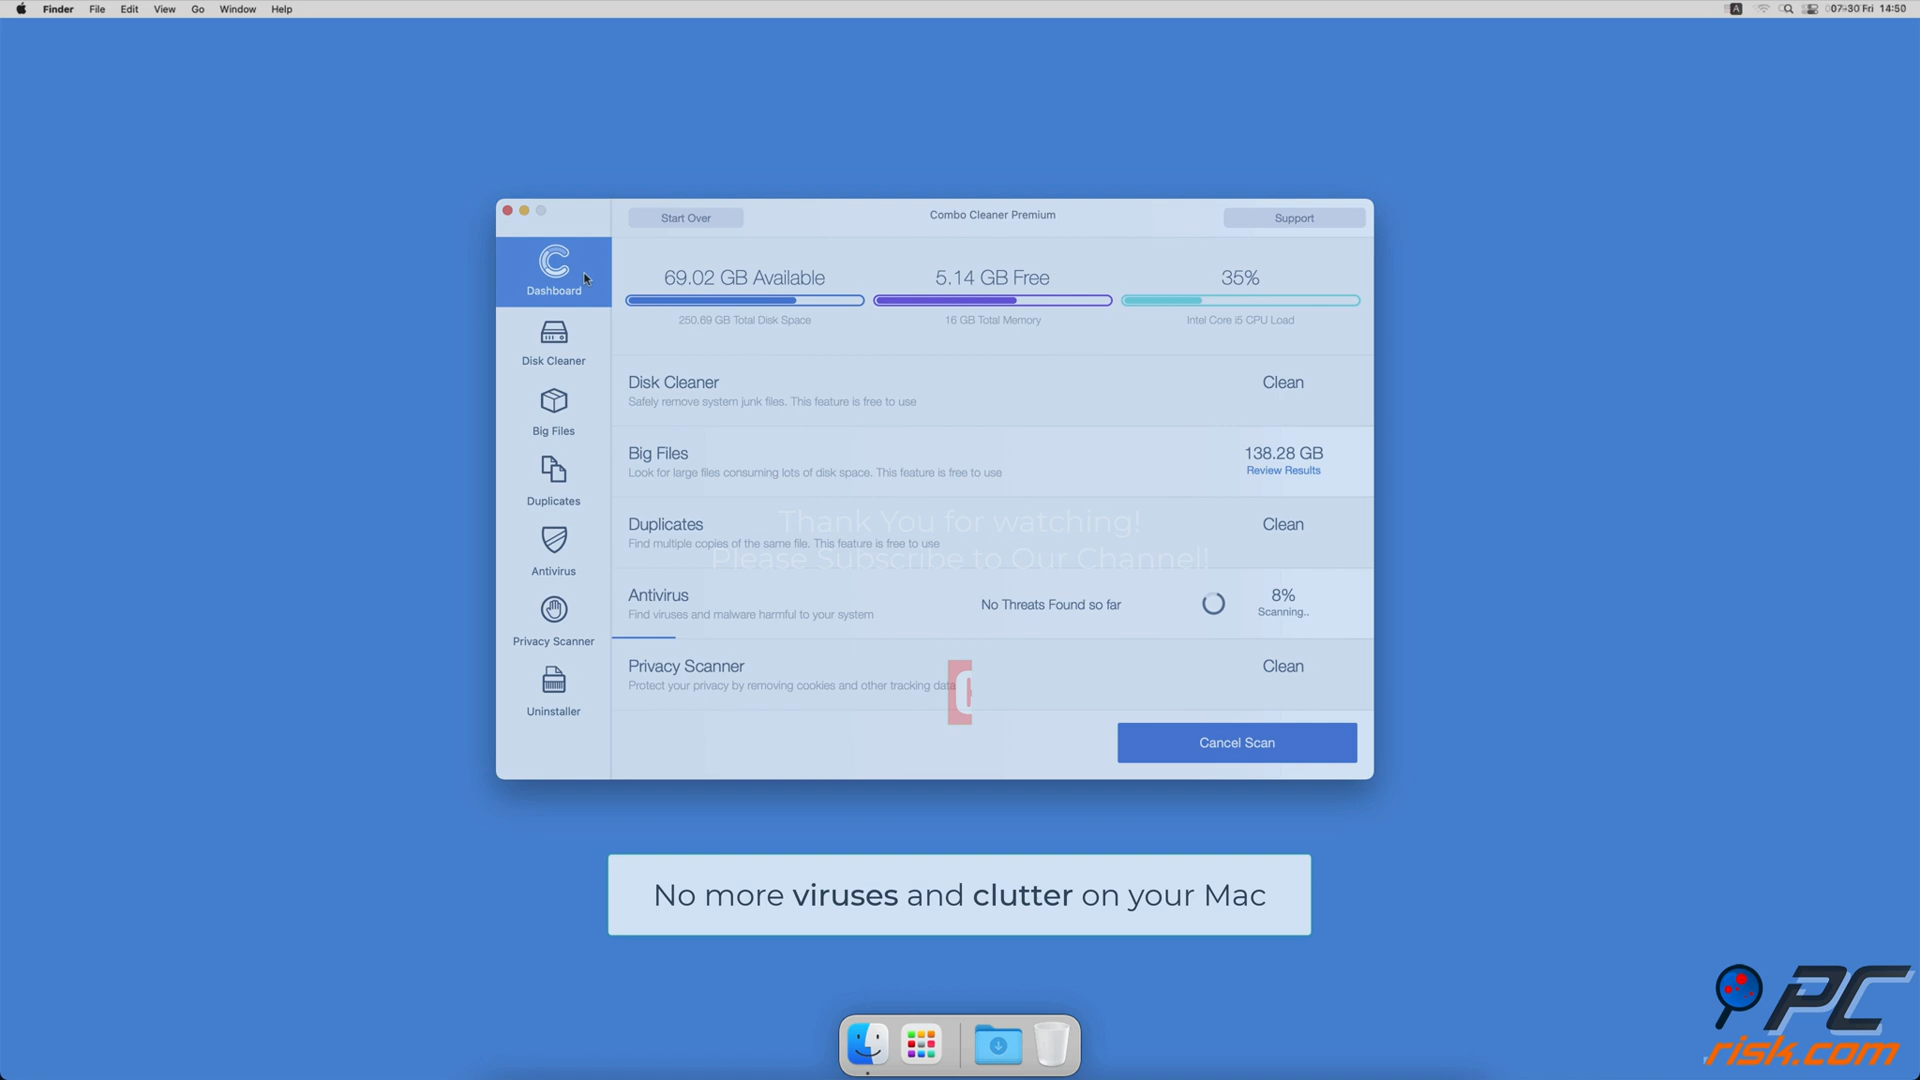 Finder File Edit View Go Window Help
A 07-30 Fri 14:50
Start Over
Combo Cleaner Premium
Support
Dashboard
Disk Cleaner
Big Files
Duplicates
Antivirus
Privacy Scanner
Uninstaller
69.02 GB Available
250.69 GB Total Disk Space
5.14 GB Free
16 GB Total Memory
35%
Intel Core i5 CPU Load
Disk Cleaner
Safely remove system junk files. This feature is free to use
Clean
Big Files
Look for large files consuming lots of disk space. This feature is free to use
138.28 GB
Review Results
Duplicates
Find multiple copies of the same file. This feature is free to use
Clean
Thank You for watching!
Please Subscribe to Our Channel!
Antivirus
Find viruses and malware harmful to your system
No Threats Found so far
8%
Scanning..
Privacy Scanner
Protect your privacy by removing cookies and other tracking data
Clean
Cancel Scan
No more viruses and clutter on your Mac
PC
risk.com